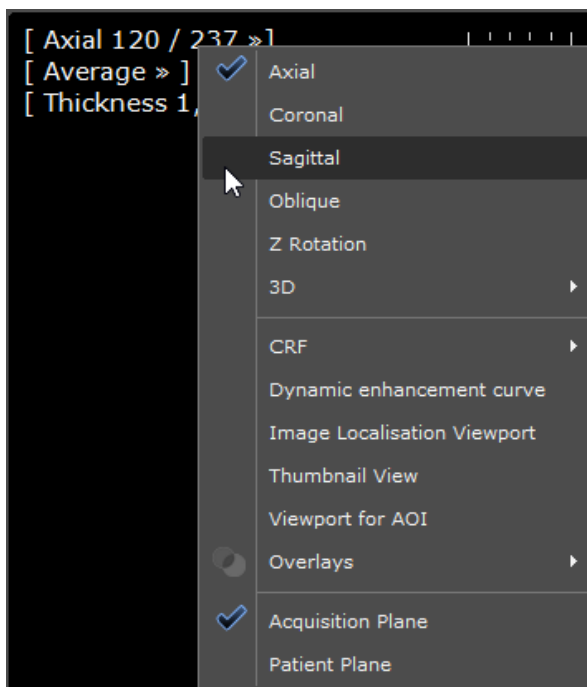 [ Axial 120 / 237 »]
[ Average » ]
[ Thickness 1,
Axial
Coronal
Sagittal
Oblique
Z Rotation
3D
CRF
Dynamic enhancement curve
Image Localisation Viewport
Thumbnail View
Viewport for AOI
Overlays
Acquisition Plane
Patient Plane